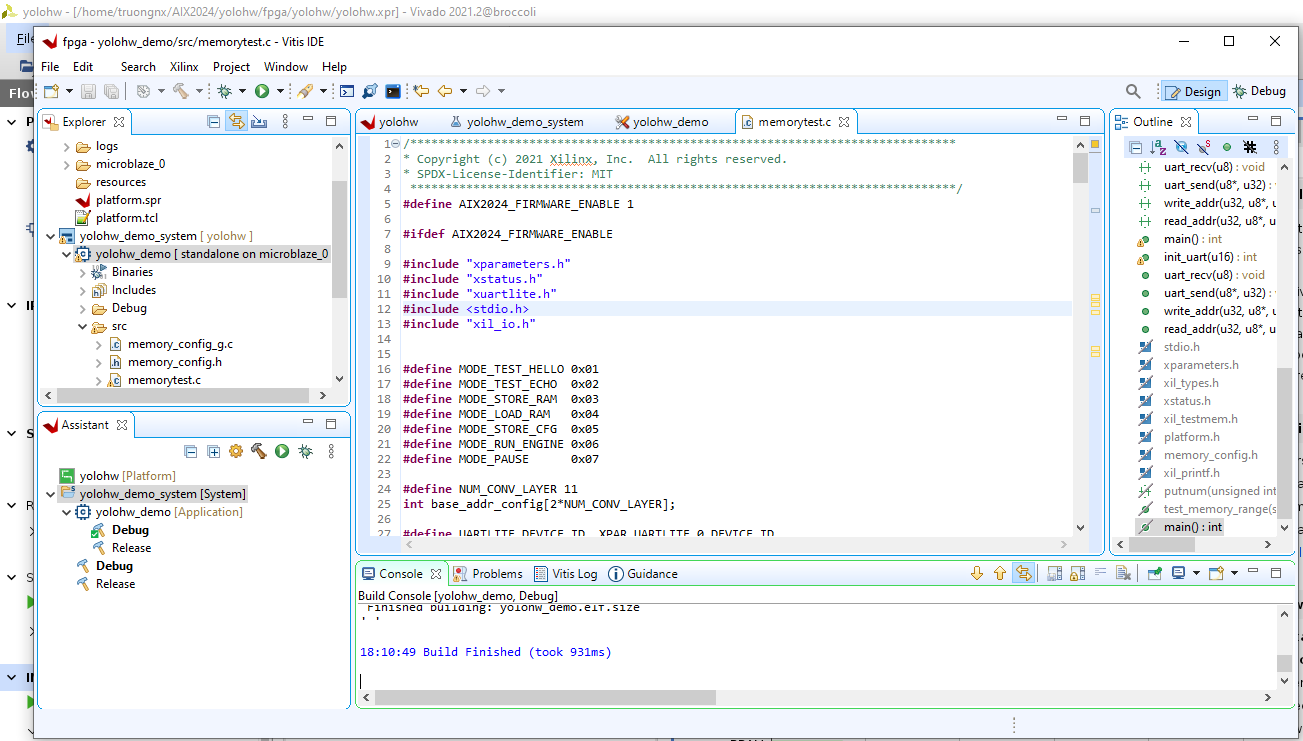 yolohw - [/home/truongnx/AIX2024/yolohw/fpga/yolohw/yolohw.xpr] - Vivado 2021.2@broccoli
File
Flow
fpga - yolohw_demo/src/memorytest.c - Vitis IDE
File Edit Search Xilinx Project Window Help
Design Debug
Explorer
logs
microblaze_0
resources
platform.spr
platform.tcl
yolohw_demo_system [ yolohw ]
yolohw_demo [ standalone on microblaze_0
Binaries
Includes
Debug
src
memory_config_g.c
memory_config.h
memorytest.c
Assistant
yolohw [Platform]
yolohw_demo_system [System]
yolohw_demo [Application]
Debug
Release
Debug
Release
yolohw yolohw_demo_system yolohw_demo memorytest.c
1 /******************************************************************************
2 * Copyright (c) 2021 Xilinx, Inc.  All rights reserved.
3 * SPDX-License-Identifier: MIT
4 ******************************************************************************/
5 #define AIX2024_FIRMWARE_ENABLE 1
6
7 #ifdef AIX2024_FIRMWARE_ENABLE
8
9 #include "xparameters.h"
10 #include "xstatus.h"
11 #include "xuartlite.h"
12 #include <stdio.h>
13 #include "xil_io.h"
14
15
16 #define MODE_TEST_HELLO 0x01
17 #define MODE_TEST_ECHO  0x02
18 #define MODE_STORE_RAM  0x03
19 #define MODE_LOAD_RAM   0x04
20 #define MODE_STORE_CFG  0x05
21 #define MODE_RUN_ENGINE 0x06
22 #define MODE_PAUSE      0x07
23
24 #define NUM_CONV_LAYER 11
25 int base_addr_config[2*NUM_CONV_LAYER];
26
27 #define UARTLITE_DEVICE_ID  XPAR_UARTLITE_0_DEVICE_ID
Outline
uart_recv(u8) : void
uart_send(u8*, u32) :
write_addr(u32, u8*, u
read_addr(u32, u8*, u
main() : int
init_uart(u16) : int
uart_recv(u8) : void
uart_send(u8*, u32) :
write_addr(u32, u8*, u
read_addr(u32, u8*, u
stdio.h
xparameters.h
xil_types.h
xstatus.h
xil_testmem.h
platform.h
memory_config.h
xil_printf.h
putnum(unsigned int
test_memory_range(s
main() : int
Console Problems Vitis Log Guidance
Build Console [yolohw_demo, Debug]
'Finished building: yolohw_demo.elf.size
' '
18:10:49 Build Finished (took 931ms)